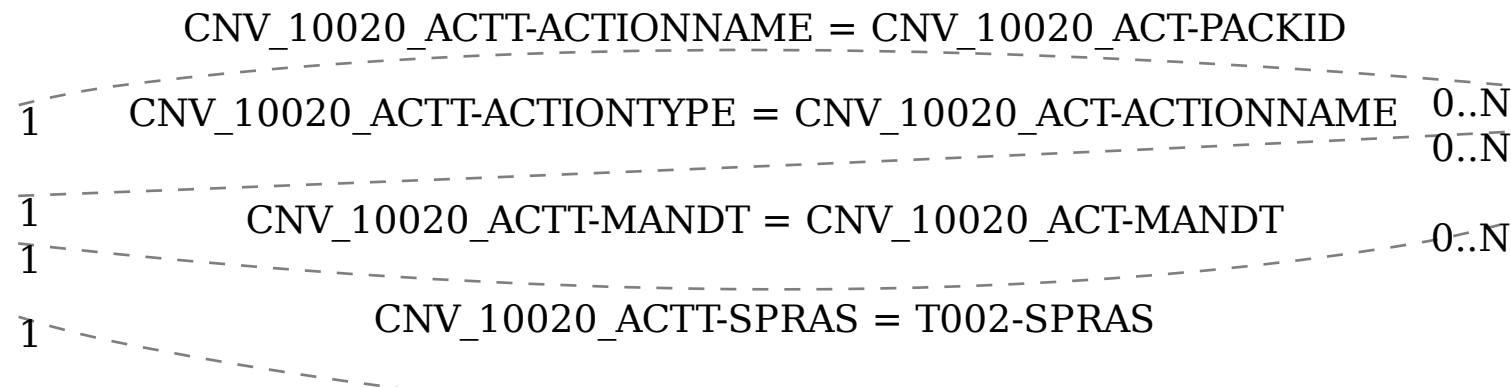 CNV_10020_ACTT-ACTIONNAME = CNV_10020_ACT-PACKID
1 CNV_10020_ACTT-ACTIONTYPE = CNV_10020_ACT-ACTIONNAME 0..N
0..N
1 CNV_10020_ACTT-MANDT = CNV_10020_ACT-MANDT 0..N
1
1 CNV_10020_ACTT-SPRAS = T002-SPRAS